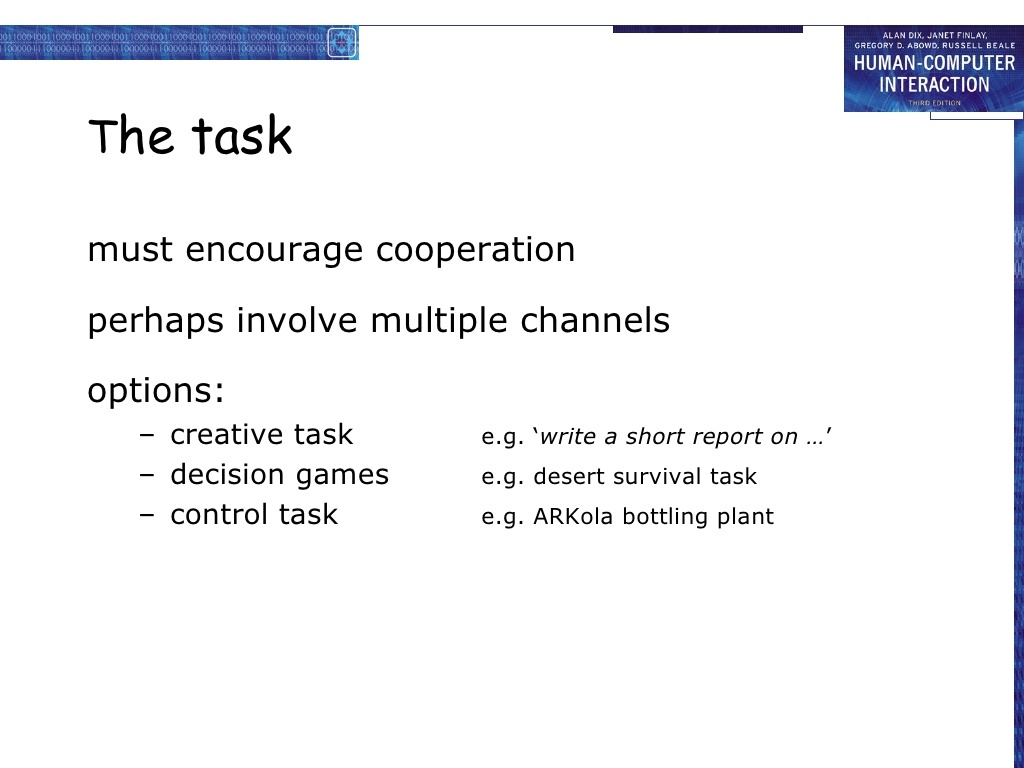 ALAN DIX, JANET FINLAY,
GREGORY D. ABOWD, RUSSELL BEALE
HUMAN-COMPUTER
INTERACTION
THIRD EDITION
The task
must encourage cooperation
perhaps involve multiple channels
options:
– creative task e.g. ‘write a short report on …’
– decision games e.g. desert survival task
– control task e.g. ARKola bottling plant